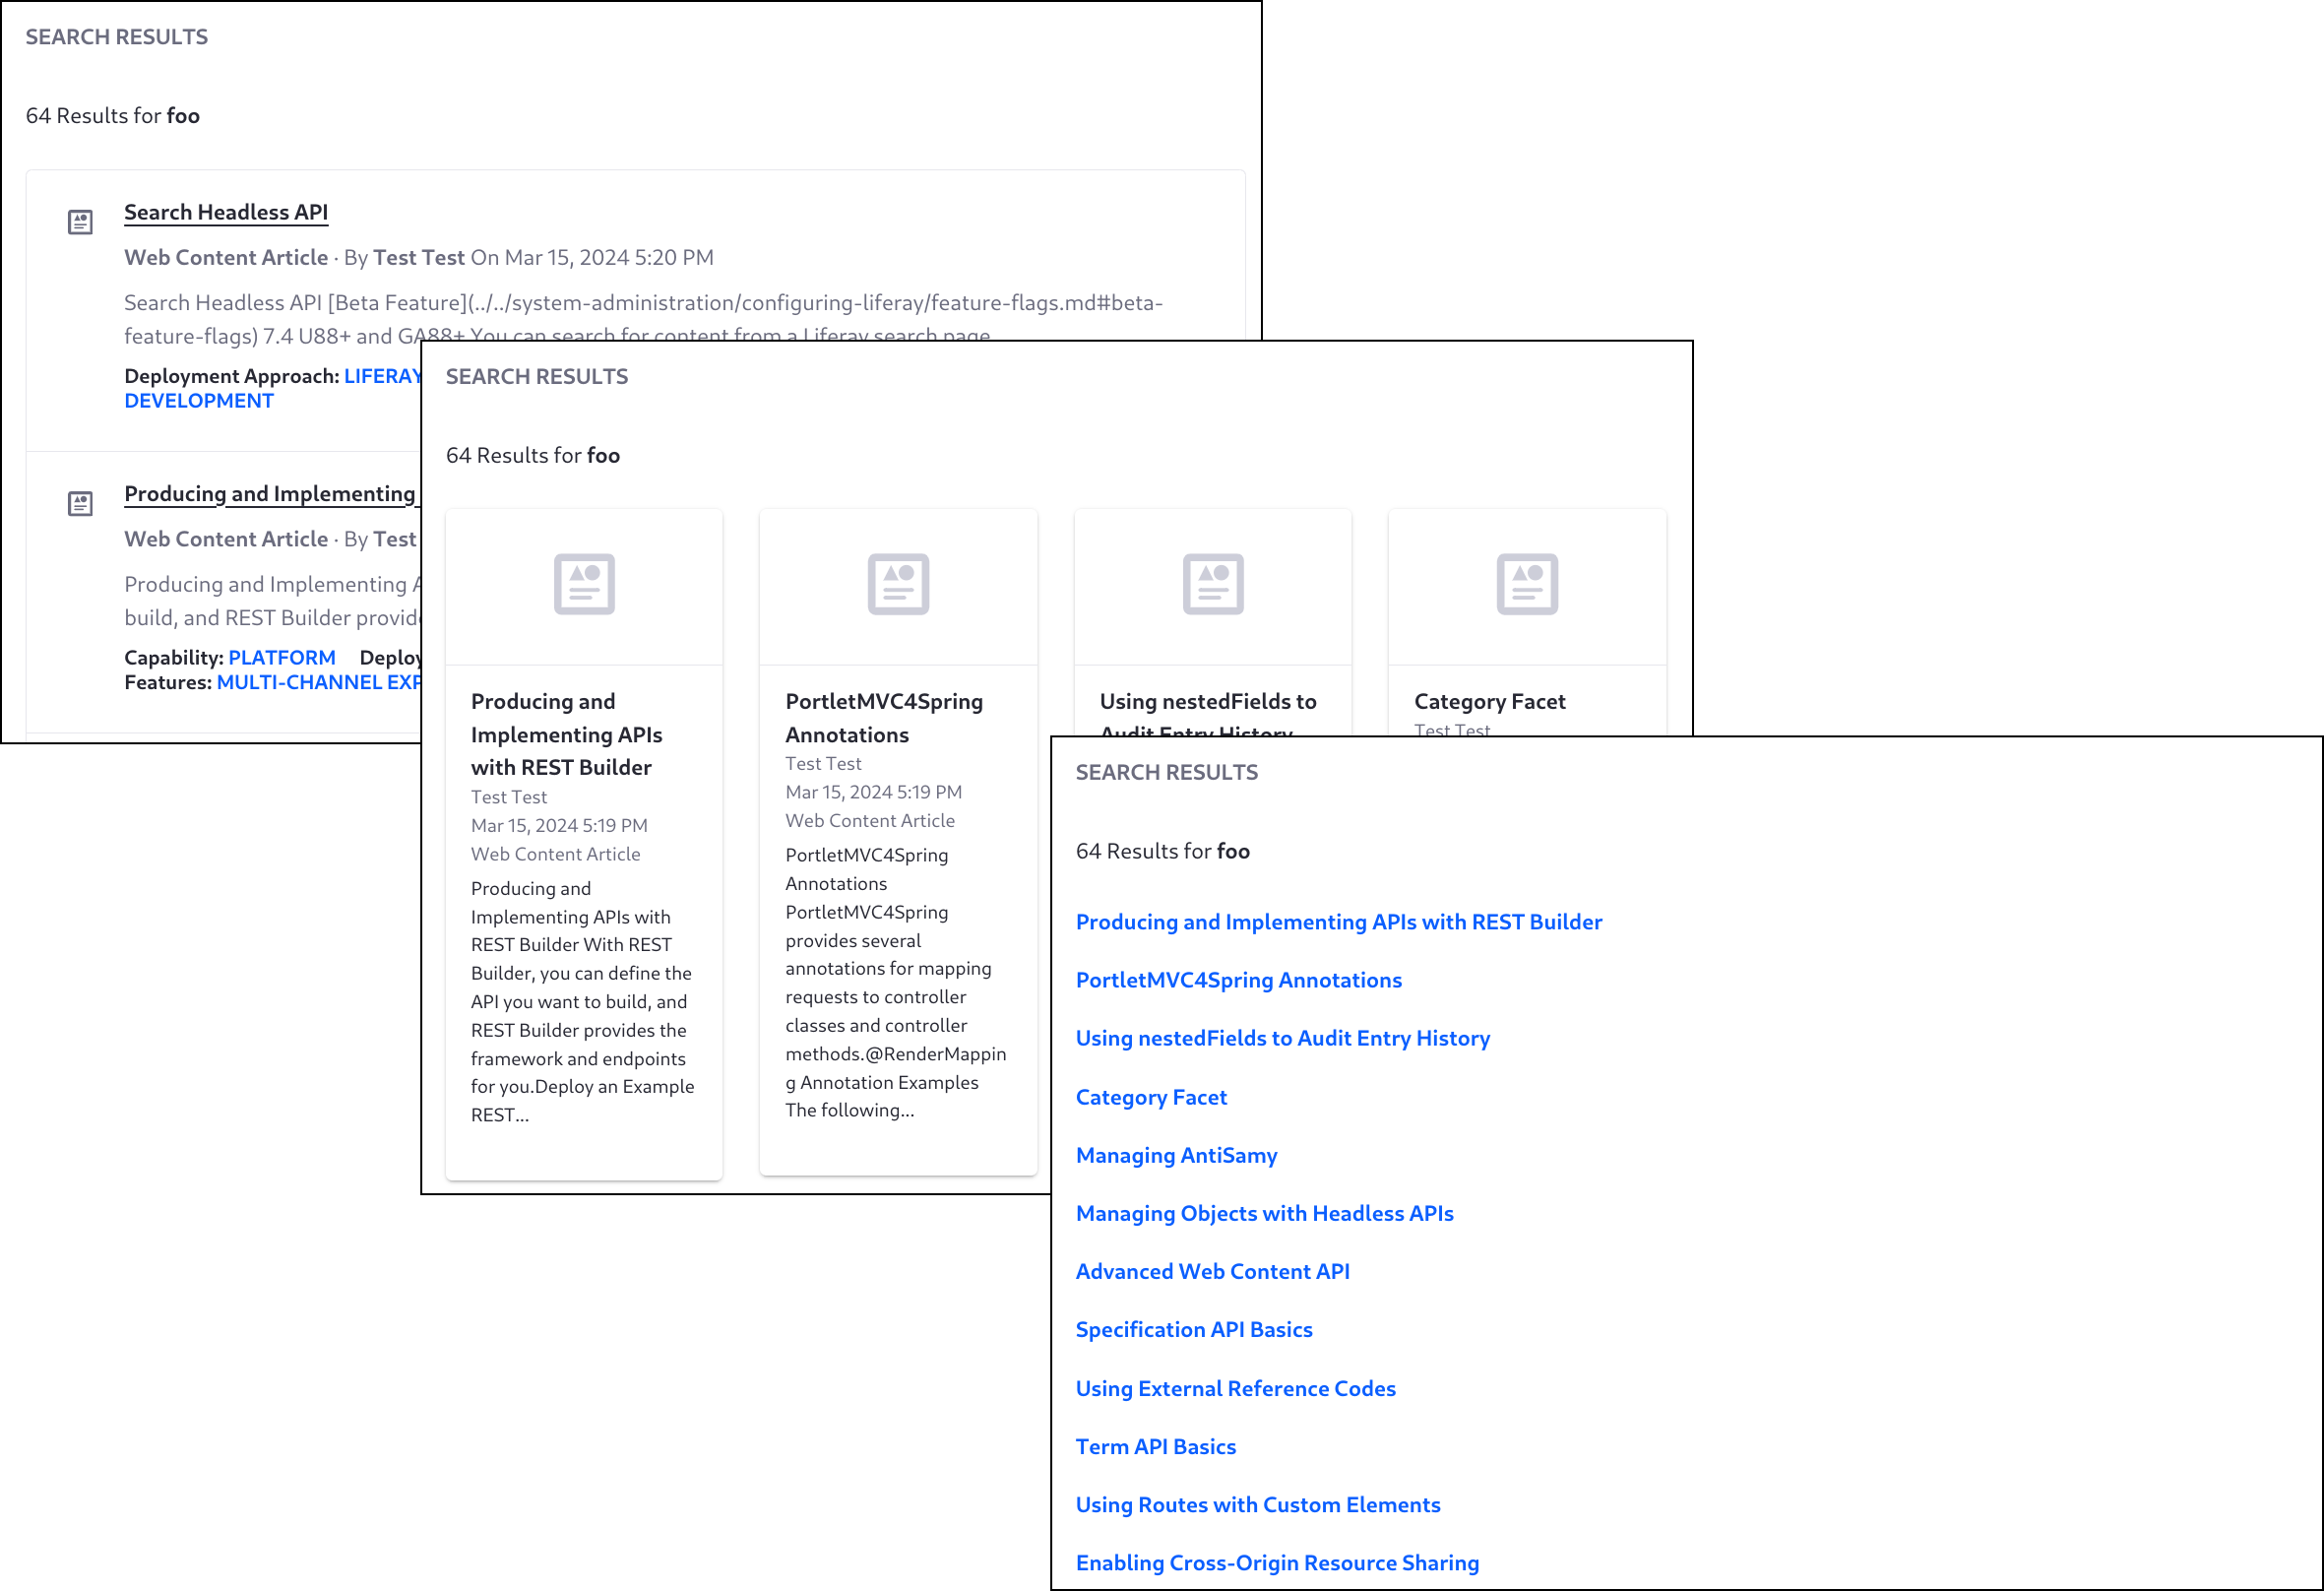 SEARCH RESULTS
64 Results for foo
Search Headless API
Web Content Article · By Test Test On Mar 15, 2024 5:20 PM
Search Headless API [Beta Feature](../../system-administration/configuring-liferay/feature-flags.md#beta-
feature-flags) 7.4 U88+ and GA88+ You can search for content from a Liferay search page
Deployment Approach: LIFERAY
DEVELOPMENT
Producing and Implementing
Web Content Article · By Test
Producing and Implementing A
build, and REST Builder provid
Capability: PLATFORM Deploy
Features: MULTI-CHANNEL EXP
SEARCH RESULTS
64 Results for foo
Producing and
Implementing APIs
with REST Builder
Test Test
Mar 15, 2024 5:19 PM
Web Content Article
Producing and
Implementing APIs with
REST Builder With REST
Builder, you can define the
API you want to build, and
REST Builder provides the
framework and endpoints
for you.Deploy an Example
REST...
PortletMVC4Spring
Annotations
Test Test
Mar 15, 2024 5:19 PM
Web Content Article
PortletMVC4Spring
Annotations
PortletMVC4Spring
provides several
annotations for mapping
requests to controller
classes and controller
methods.@RenderMappin
g Annotation Examples
The following...
Using nestedFields to
Audit Entry History
Category Facet
Test Test
SEARCH RESULTS
64 Results for foo
Producing and Implementing APIs with REST Builder
PortletMVC4Spring Annotations
Using nestedFields to Audit Entry History
Category Facet
Managing AntiSamy
Managing Objects with Headless APIs
Advanced Web Content API
Specification API Basics
Using External Reference Codes
Term API Basics
Using Routes with Custom Elements
Enabling Cross-Origin Resource Sharing